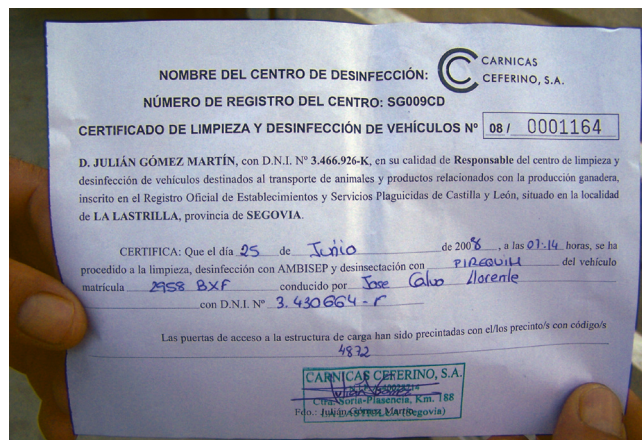 NOMBRE DEL CENTRO DE DESINFECCIÓN: CARNICAS
CEFERINO, S.A.
NÚMERO DE REGISTRO DEL CENTRO: SG009CD
CERTIFICADO DE LIMPIEZA Y DESINFECCIÓN DE VEHÍCULOS Nº 08 / 0001164
D. JULIÁN GÓMEZ MARTÍN, con D.N.I. Nº 3.466.926-K, en su calidad de Responsable del centro de limpieza y
desinfección de vehículos destinados al transporte de animales y productos relacionados con la producción ganadera,
inscrito en el Registro Oficial de Establecimientos y Servicios Plaguicidas de Castilla y León, situado en la localidad
de LA LASTRILLA, provincia de SEGOVIA.
CERTIFICA: Que el día 25 de Junio de 2008, a las 07:14 horas, se ha
procedido a la limpieza, desinfección con AMBISEP y desinsectación con PIREQUIM del vehículo
matrícula 2958 BXF conducido por Jose Calvo Llorente
con D.N.I. Nº 3.430664-r
Las puertas de acceso a la estructura de carga han sido precintadas con el/los precinto/s con código/s
4872
CARNICAS CEFERINO, S.A.
Ctra. Soria-Plasencia, Km. 188
Fdo.: Julián Gómez Martín
LA LASTRILLA (Segovia)